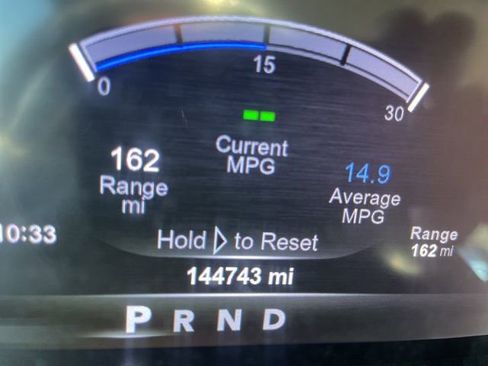 0
15
30
Current
MPG
162
Range
mi
14.9
Average
MPG
10:33
Hold ▷ to Reset
Range
162 mi
144743 mi
P R N D